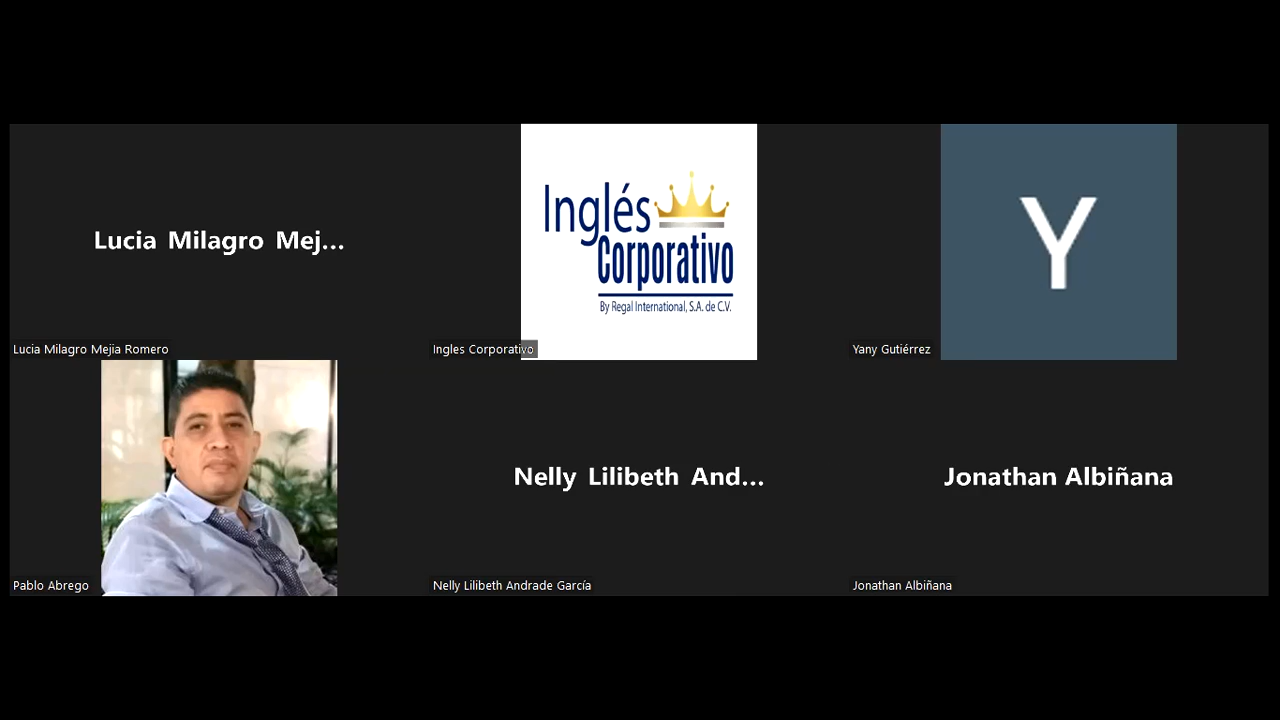 Lucia Milagro Mej...
Lucia Milagro Mejia Romero
Inglés
Corporativo
By Regal International, S.A. de C.V.
Ingles Corporativo
Y
Yany Gutiérrez
Pablo Abrego
Nelly Lilibeth And...
Nelly Lilibeth Andrade García
Jonathan Albiñana
Jonathan Albiñana